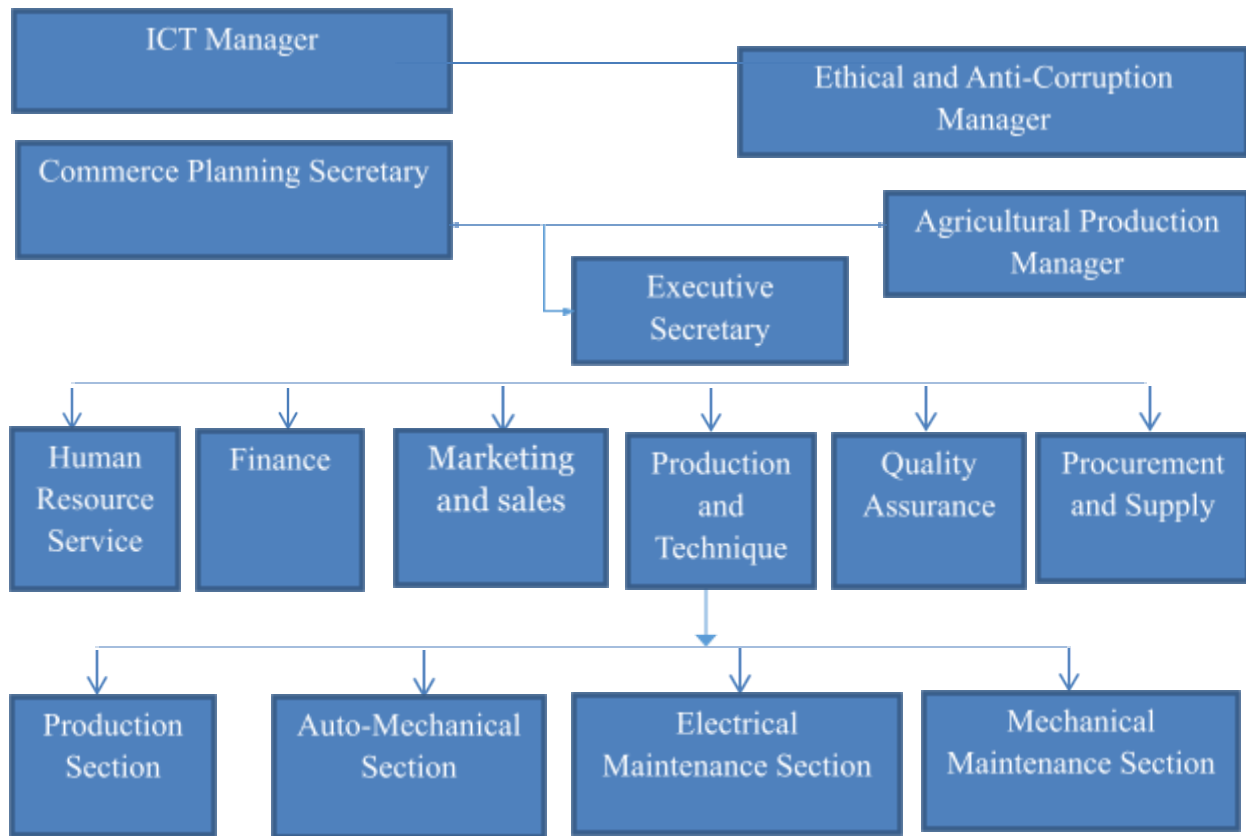 ICT Manager
Ethical and Anti-Corruption
Manager
Commerce Planning Secretary
Agricultural Production
Manager
Executive
Secretary
Human
Resource
Service
Finance
Marketing
and sales
Production
and
Technique
Quality
Assurance
Procurement
and Supply
Production
Section
Auto-Mechanical
Section
Electrical
Maintenance Section
Mechanical
Maintenance Section